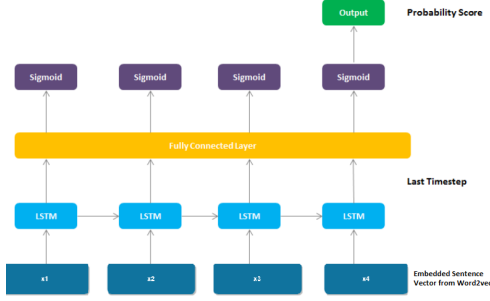 Output
Probability Score
Sigmoid Sigmoid Sigmoid Sigmoid
Fully Connected Layer
Last Timestep
LSTM LSTM LSTM LSTM
x1 x2 x3 x4
Embedded Sentence
Vector from Word2vec